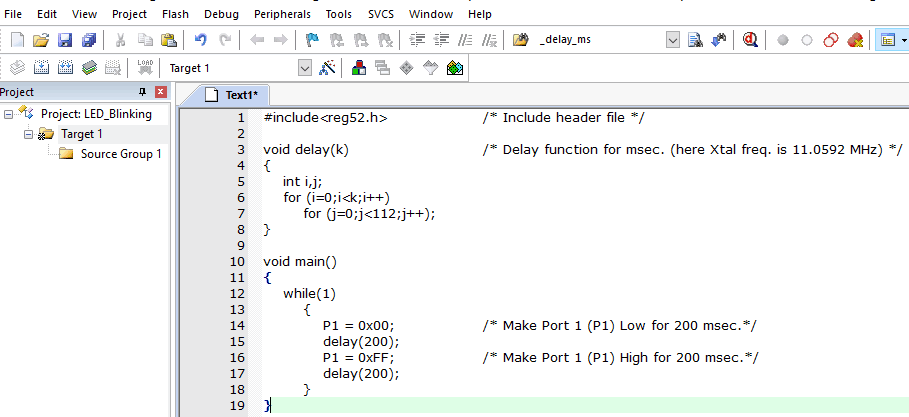 File Edit View Project Flash Debug Peripherals Tools SVCS Window Help
_delay_ms
LOAD Target 1
Project
Project: LED_Blinking
Target 1
Source Group 1
Text1*
1 #include<reg52.h> /* Include header file */
2
3 void delay(k) /* Delay function for msec. (here Xtal freq. is 11.0592 MHz) */
4 {
5 int i,j;
6 for (i=0;i<k;i++)
7 for (j=0;j<112;j++);
8 }
9
10 void main()
11 {
12 while(1)
13 {
14 P1 = 0x00; /* Make Port 1 (P1) Low for 200 msec.*/
15 delay(200);
16 P1 = 0xFF; /* Make Port 1 (P1) High for 200 msec.*/
17 delay(200);
18 }
19 }